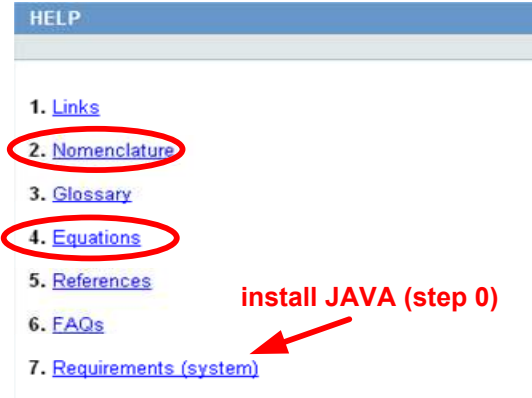 HELP
1. Links
2. Nomenclature
3. Glossary
4. Equations
5. References
install JAVA (step 0)
6. FAQs
7. Requirements (system)